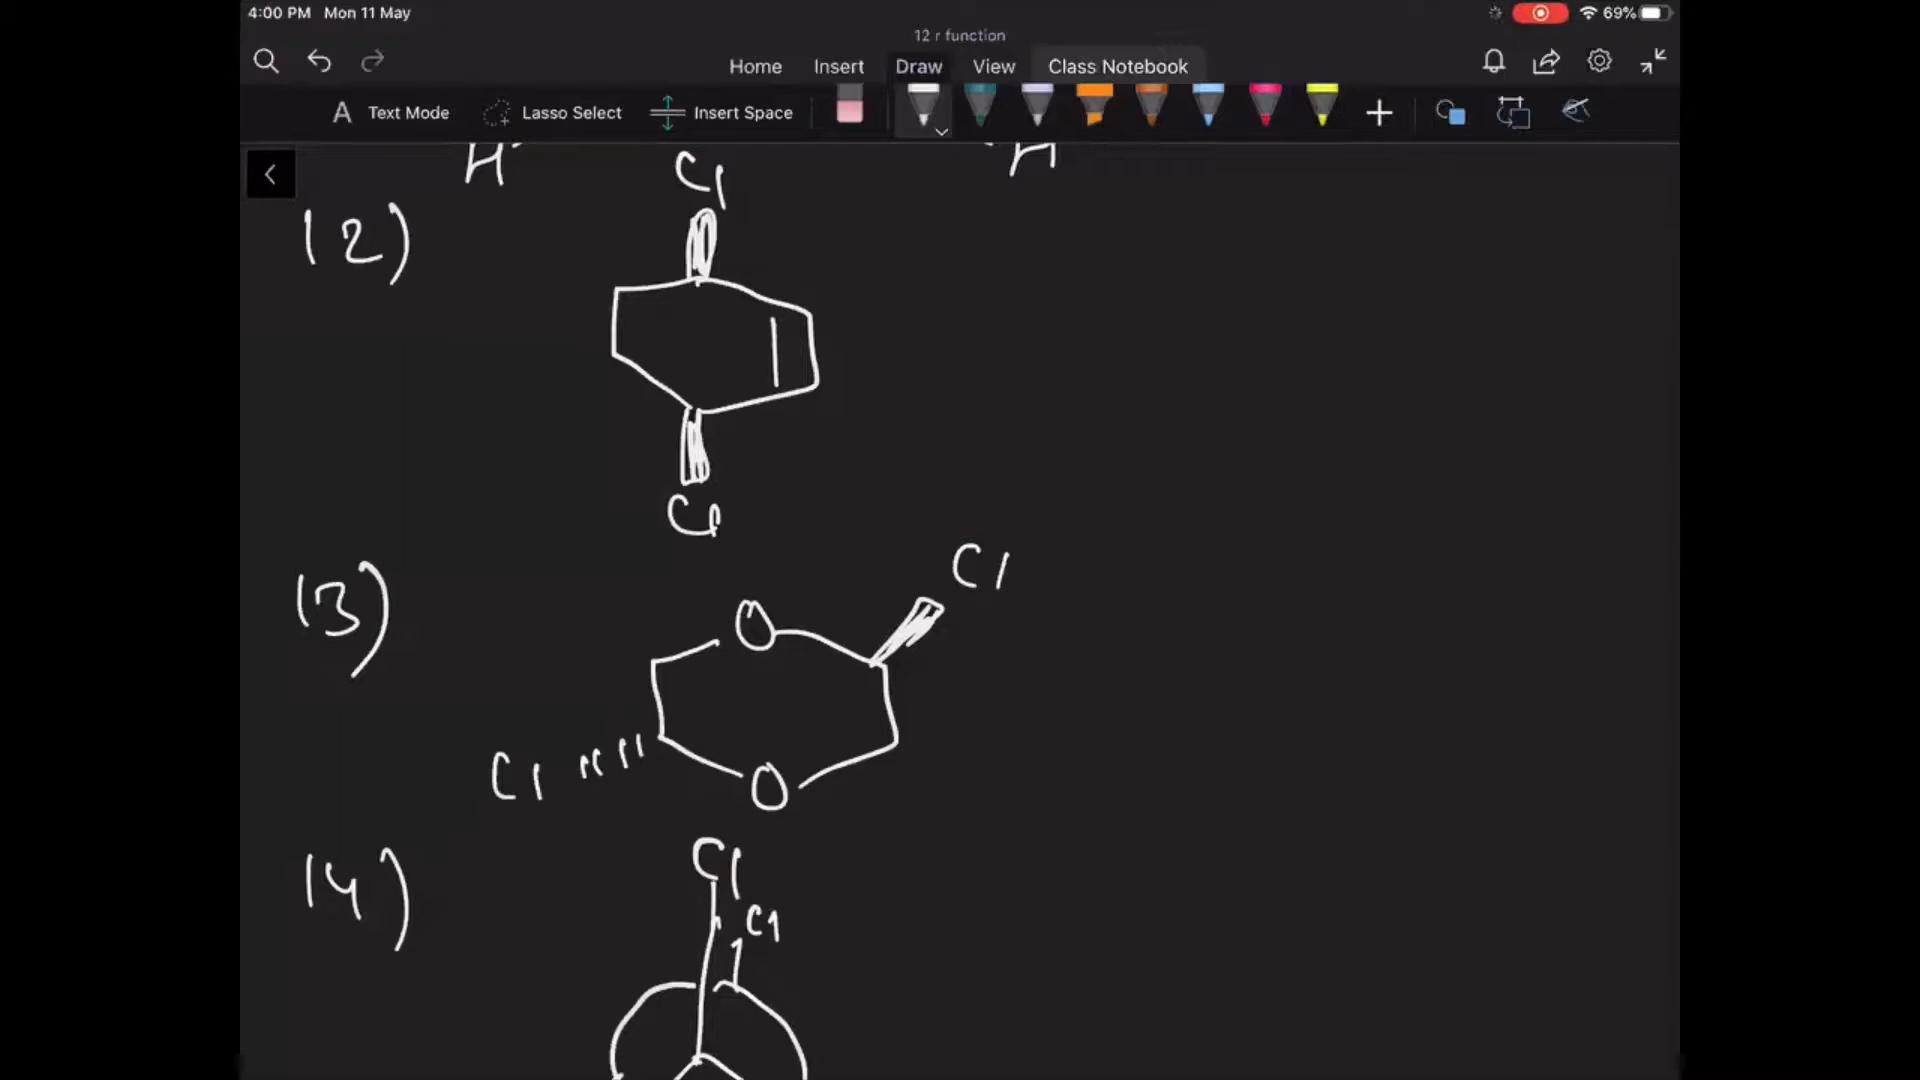 4:00 PM Mon 11 May
69%
12 r function
Home Insert Draw View Class Notebook
A Text Mode Lasso Select Insert Space
H Cl H
12)
Cl
13)
Cl
O
Cl
O
14)
Cl
Cl